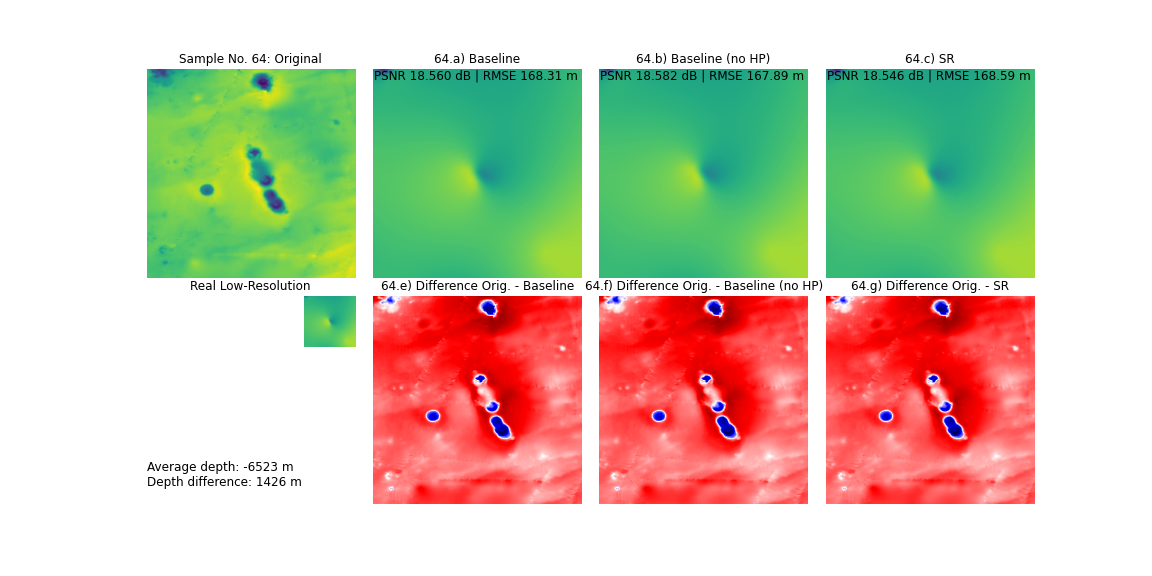 Sample No. 64: Original
64.a) Baseline
64.b) Baseline (no HP)
64.c) SR
PSNR 18.560 dB | RMSE 168.31 m
PSNR 18.582 dB | RMSE 167.89 m
PSNR 18.546 dB | RMSE 168.59 m
Real Low-Resolution
64.e) Difference Orig. - Baseline
64.f) Difference Orig. - Baseline (no HP)
64.g) Difference Orig. - SR
Average depth: -6523 m
Depth difference: 1426 m